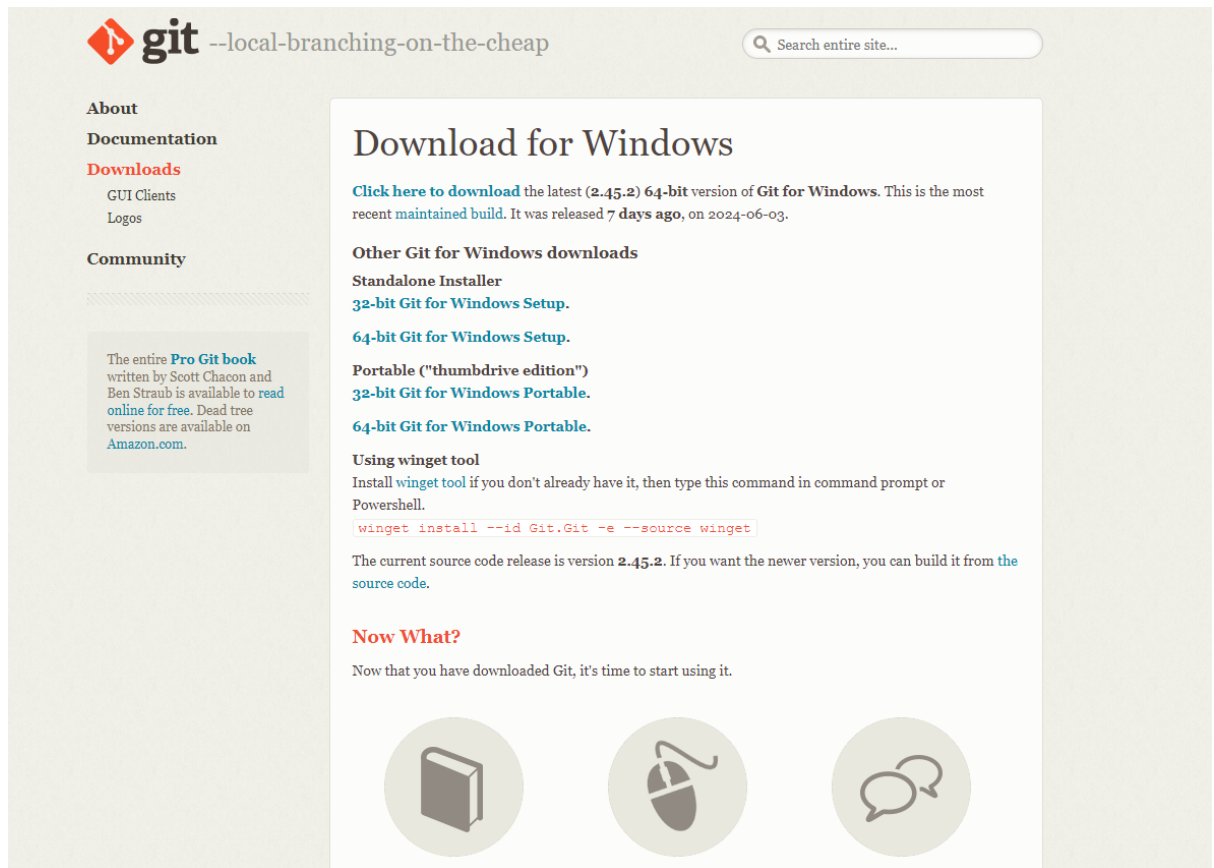 git --local-branching-on-the-cheap
Search entire site...
About
Documentation
Downloads
GUI Clients
Logos
Community
The entire Pro Git book
written by Scott Chacon and
Ben Straub is available to read
online for free. Dead tree
versions are available on
Amazon.com.
Download for Windows
Click here to download the latest (2.45.2) 64-bit version of Git for Windows. This is the most
recent maintained build. It was released 7 days ago, on 2024-06-03.
Other Git for Windows downloads
Standalone Installer
32-bit Git for Windows Setup.
64-bit Git for Windows Setup.
Portable ("thumbdrive edition")
32-bit Git for Windows Portable.
64-bit Git for Windows Portable.
Using winget tool
Install winget tool if you don't already have it, then type this command in command prompt or
Powershell.
winget install --id Git.Git -e --source winget
The current source code release is version 2.45.2. If you want the newer version, you can build it from the
source code.
Now What?
Now that you have downloaded Git, it's time to start using it.